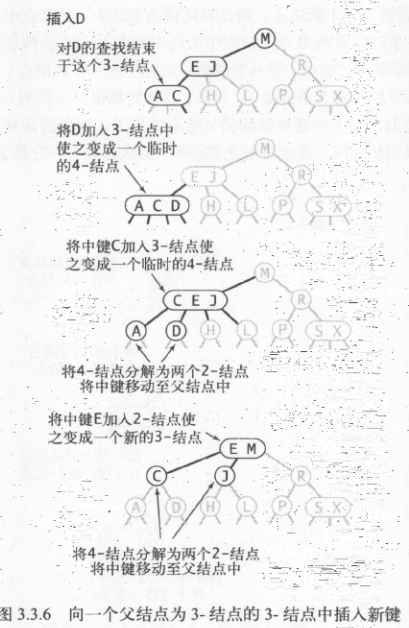 插入D
对D的查找结束
于这个3-结点
M
E J
R
A C
H
L
P
S X
将D加入3-结点中
使之变成一个临时
的4-结点
M
E J
R
A C D
H
L
P
S X
将中键C加入3-结点使
之变成一个临时的4-结点
M
C E J
R
A
D
H
L
P
S X
将4-结点分解为两个2-结点
将中键移动至父结点中
将中键E加入2-结点使
之变成一个新的3-结点
E M
C
J
R
A
D
H
L
P
S X
将4-结点分解为两个2-结点
将中键移动至父结点中
图 3.3.6 向一个父结点为 3- 结点的 3- 结点中插入新键